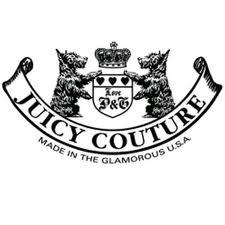 Love
P&G
JUICY COUTURE
MADE IN THE GLAMOROUS U.S.A.